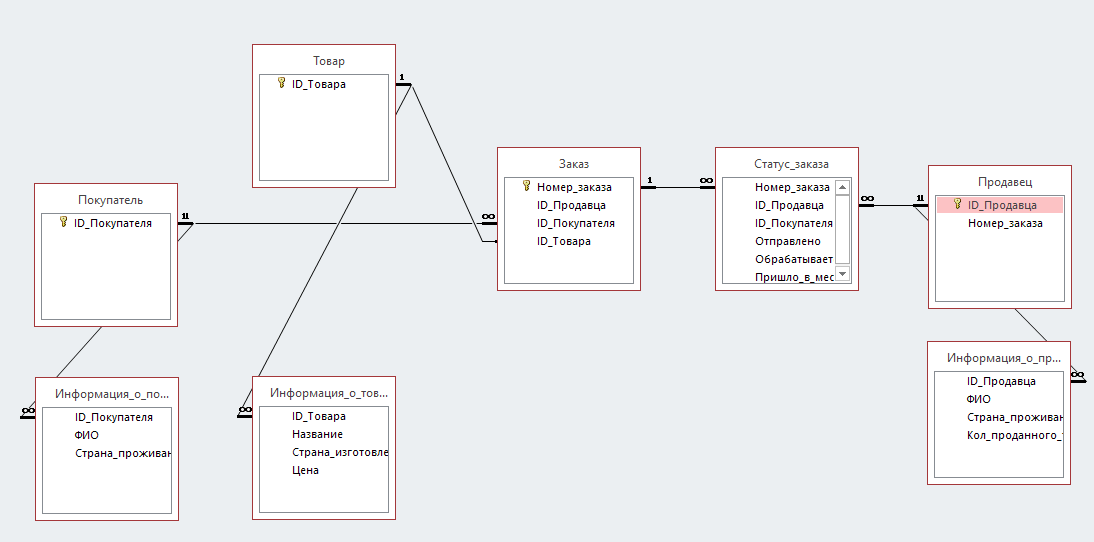 Товар
ID_Товара
1
Заказ
Номер_заказа
ID_Продавца
ID_Покупателя
ID_Товара
1
∞
∞
Статус_заказа
Номер_заказа
ID_Продавца
ID_Покупателя
Отправлено
Обрабатывает
Пришло_в_мес
∞
1
Продавец
ID_Продавца
Номер_заказа
Покупатель
ID_Покупателя
1
Информация_о_по...
ID_Покупателя
ФИО
Страна_проживан
∞
Информация_о_тов...
ID_Товара
Название
Страна_изготовле
Цена
∞
Информация_о_пр...
ID_Продавца
ФИО
Страна_проживан
Кол_проданного_
∞